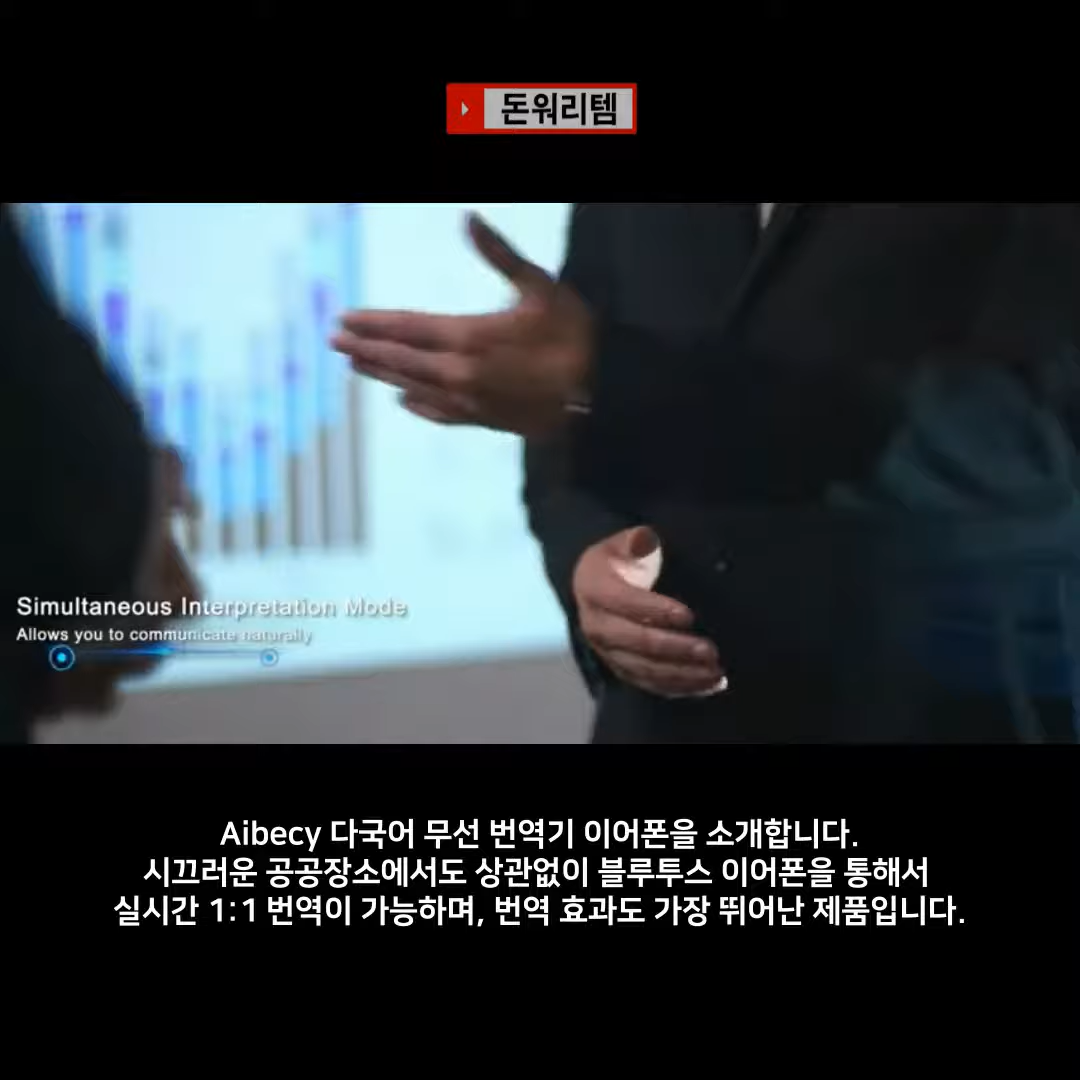 돈워리템
Simultaneous Interpretation Mode
Allows you to communicate naturally
Aibecy 다국어 무선 번역기 이어폰을 소개합니다.
시끄러운 공공장소에서도 상관없이 블루투스 이어폰을 통해서
실시간 1:1 번역이 가능하며, 번역 효과도 가장 뛰어난 제품입니다.